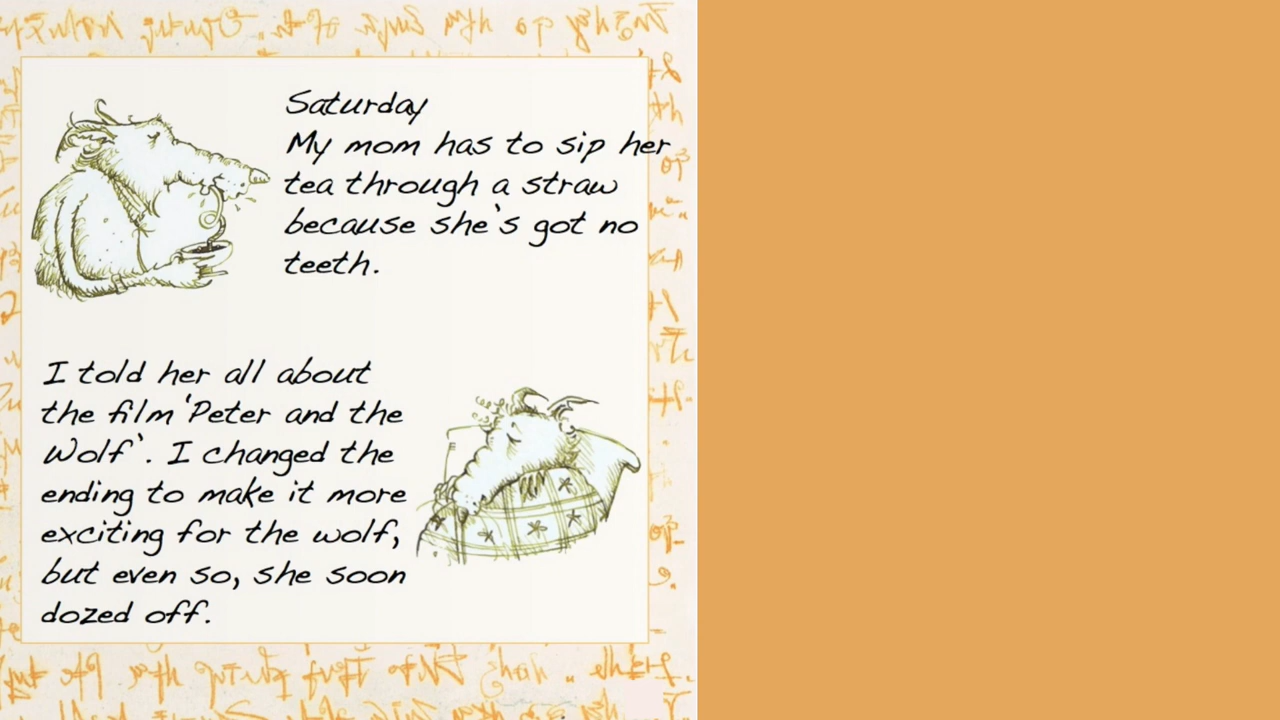 Saturday
My mom has to sip her
tea through a straw
because she's got no
teeth.
I told her all about
the film 'Peter and the
Wolf'. I changed the
ending to make it more
exciting for the wolf,
but even so, she soon
dozed off.